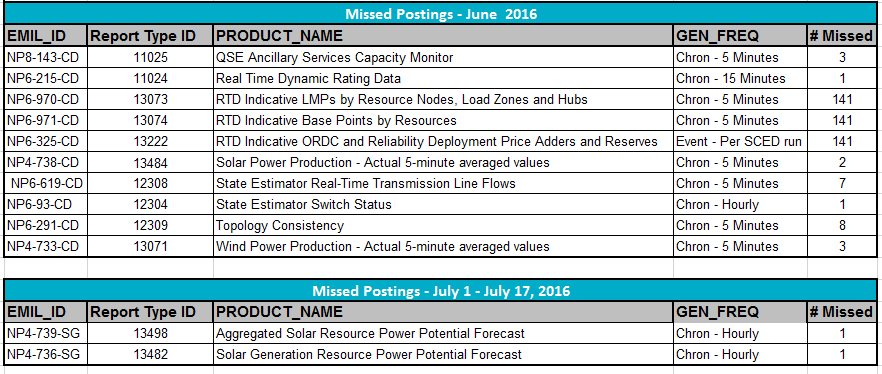 Missed Postings - June 2016
EMIL_ID Report Type ID PRODUCT_NAME GEN_FREQ # Missed
NP8-143-CD 11025 QSE Ancillary Services Capacity Monitor Chron - 5 Minutes 3
NP6-215-CD 11024 Real Time Dynamic Rating Data Chron - 15 Minutes 1
NP6-970-CD 13073 RTD Indicative LMPs by Resource Nodes, Load Zones and Hubs Chron - 5 Minutes 141
NP6-971-CD 13074 RTD Indicative Base Points by Resources Chron - 5 Minutes 141
NP6-325-CD 13222 RTD Indicative ORDC and Reliability Deployment Price Adders and Reserves Event - Per SCED run 141
NP4-738-CD 13484 Solar Power Production - Actual 5-minute averaged values Chron - 5 Minutes 2
NP6-619-CD 12308 State Estimator Real-Time Transmission Line Flows Chron - 5 Minutes 7
NP6-93-CD 12304 State Estimator Switch Status Chron - Hourly 1
NP6-291-CD 12309 Topology Consistency Chron - 5 Minutes 8
NP4-733-CD 13071 Wind Power Production - Actual 5-minute averaged values Chron - 5 Minutes 3
Missed Postings - July 1 - July 17, 2016
EMIL_ID Report Type ID PRODUCT_NAME GEN_FREQ # Missed
NP4-739-SG 13498 Aggregated Solar Resource Power Potential Forecast Chron - Hourly 1
NP4-736-SG 13482 Solar Generation Resource Power Potential Forecast Chron - Hourly 1